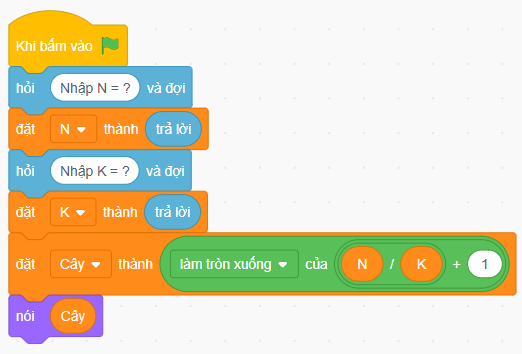 Khi bấm vào
hỏi Nhập N = ? và đợi
đặt N thành trả lời
hỏi Nhập K = ? và đợi
đặt K thành trả lời
đặt Cây thành làm tròn xuống của N / K + 1
nói Cây